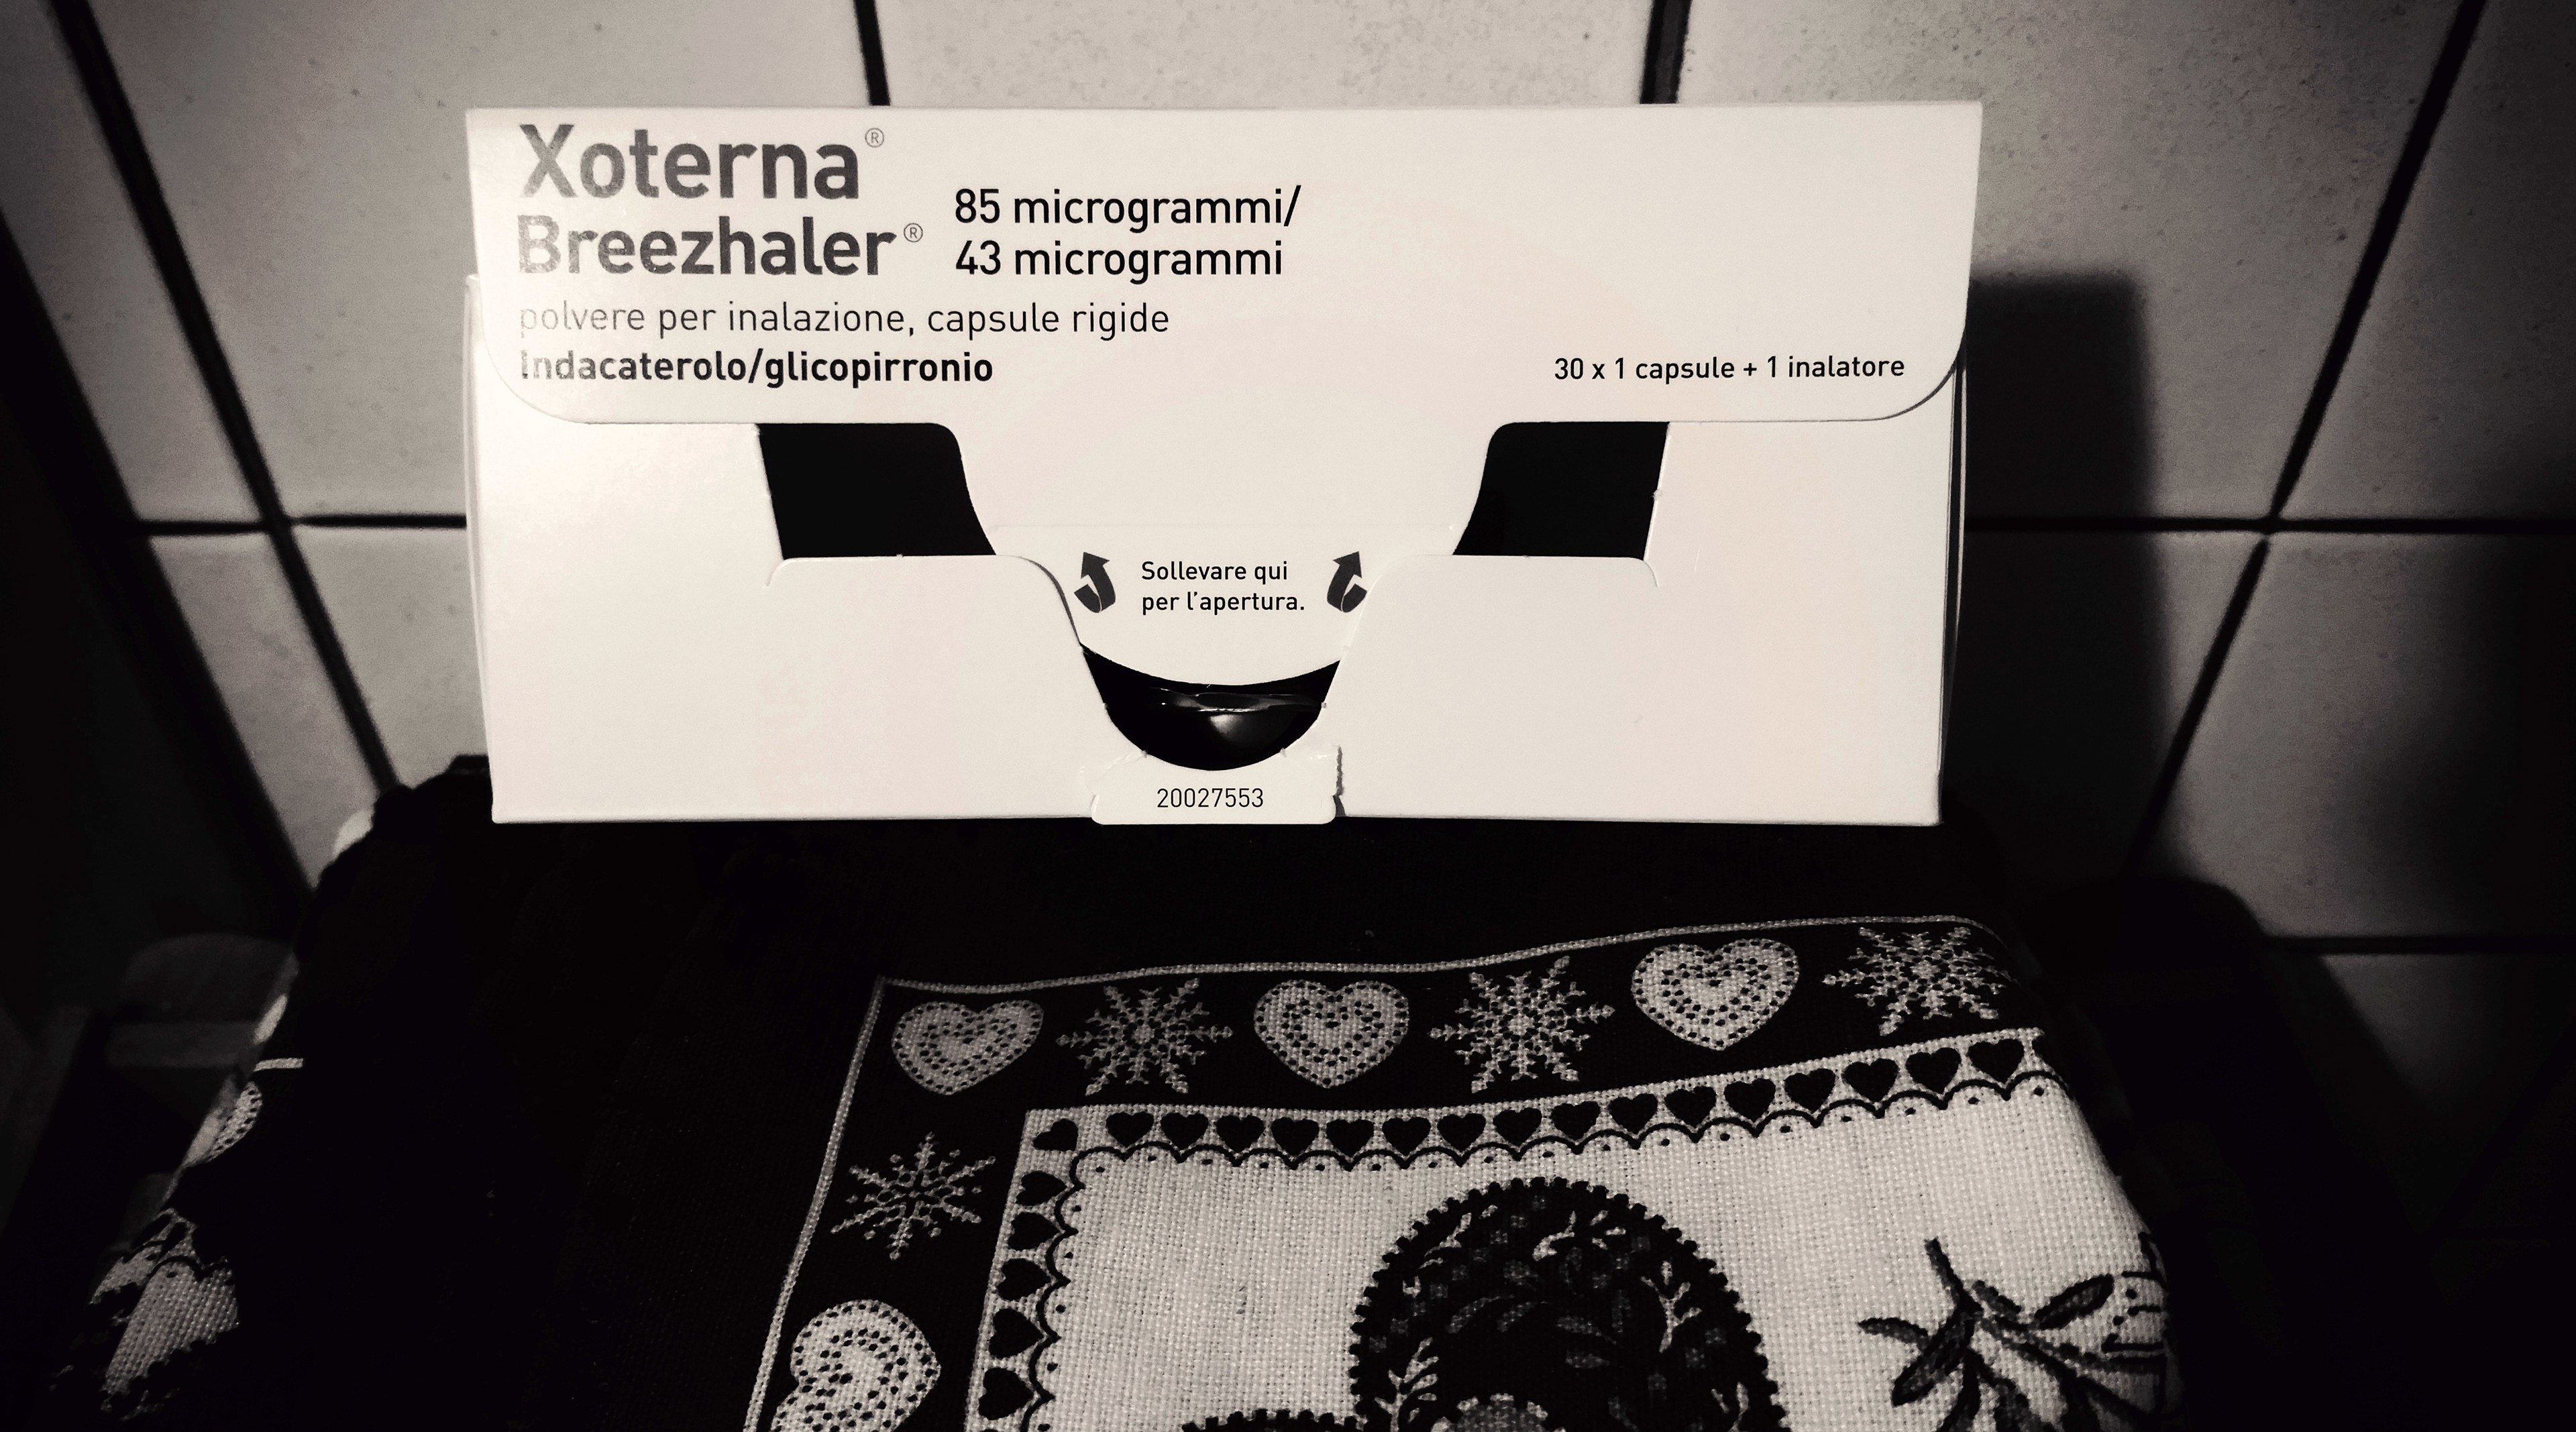 Xoterna®
Breezhaler®
85 microgrammi/
43 microgrammi
polvere per inalazione, capsule rigide
Indacaterolo/glicopirronio
30 x 1 capsule + 1 inalatore
Sollevare qui
per l'apertura.
20027553